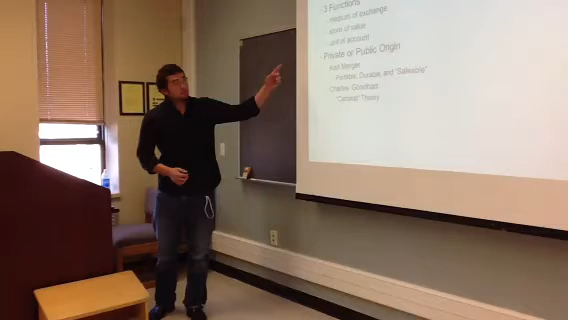 3 Functions
medium of exchange
store of value
unit of account
Private or Public Origin
Karl Menger
Portable, Durable, and "Saleable"
Charles Goodhart
"Cartelist" Theory